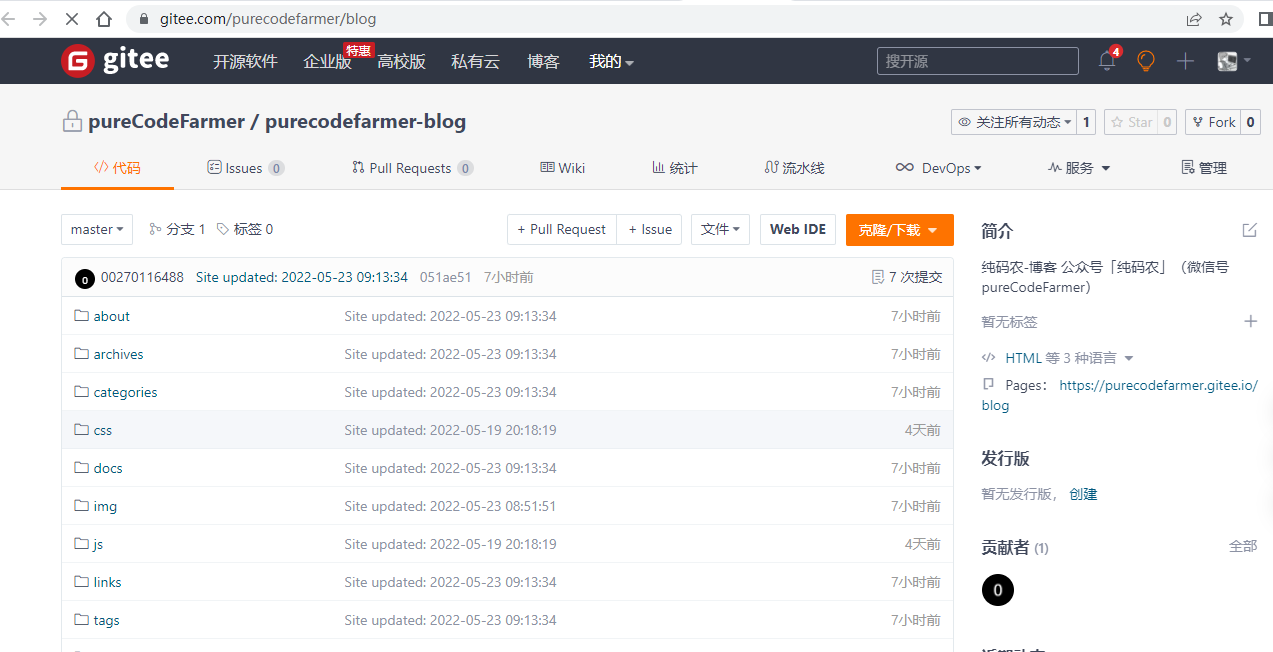 gitee.com/purecodefarmer/blog
gitee 开源软件 企业版 特惠 高校版 私有云 博客 我的 搜开源 4
pureCodeFarmer / purecodefarmer-blog 关注所有动态 1 Star 0 Fork 0
代码 Issues 0 Pull Requests 0 Wiki 统计 流水线 DevOps 服务 管理
master 分支 1 标签 0 + Pull Request + Issue 文件 Web IDE 克隆/下载
0 00270116488 Site updated: 2022-05-23 09:13:34 051ae51 7小时前 7 次提交
about Site updated: 2022-05-23 09:13:34 7小时前
archives Site updated: 2022-05-23 09:13:34 7小时前
categories Site updated: 2022-05-23 09:13:34 7小时前
css Site updated: 2022-05-19 20:18:19 4天前
docs Site updated: 2022-05-23 09:13:34 7小时前
img Site updated: 2022-05-23 08:51:51 7小时前
js Site updated: 2022-05-19 20:18:19 4天前
links Site updated: 2022-05-23 09:13:34 7小时前
tags Site updated: 2022-05-23 09:13:34 7小时前
简介
纯码农-博客 公众号「纯码农」（微信号
pureCodeFarmer）
暂无标签
HTML 等 3 种语言
Pages： https://purecodefarmer.gitee.io/
blog
发行版
暂无发行版， 创建
贡献者 (1) 全部
0